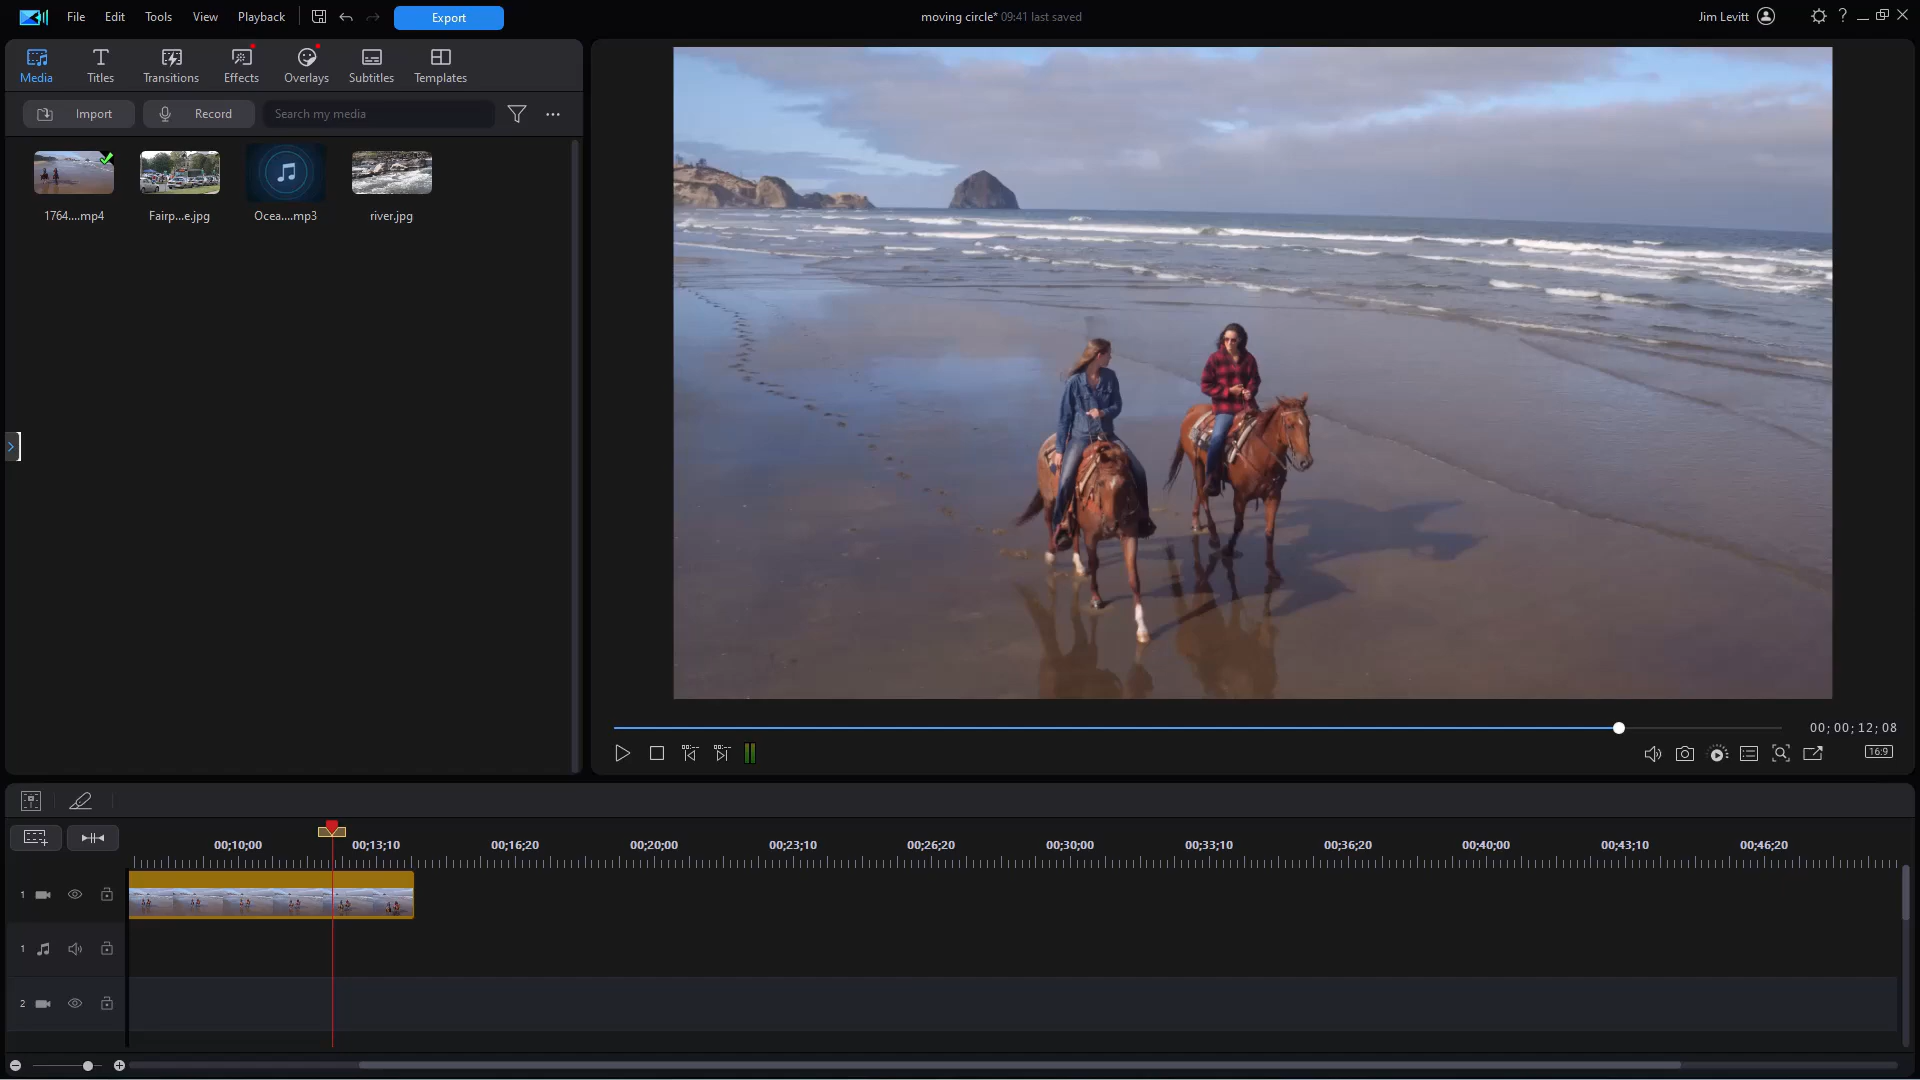 File Edit Tools View Playback Export moving circle* 09:41 last saved Jim Levitt ?
Media Titles Transitions Effects Overlays Subtitles Templates
Import Record Search my media
1764....mp4 Fairp...e.jpg Ocea....mp3 river.jpg
00; 00; 12; 08
16:9
00;10;00 00;13;10 00;16;20 00;20;00 00;23;10 00;26;20 00;30;00 00;33;10 00;36;20 00;40;00 00;43;10 00;46;20
1
1
2